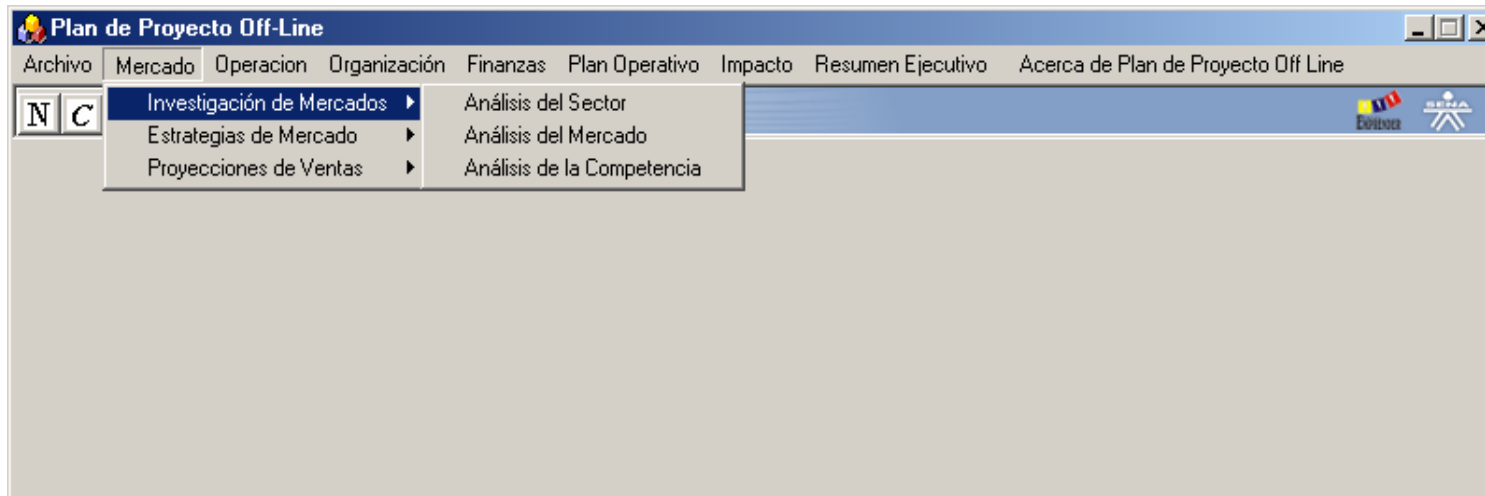 Plan de Proyecto Off-Line
Archivo Mercado Operacion Organización Finanzas Plan Operativo Impacto Resumen Ejecutivo Acerca de Plan de Proyecto Off Line
N C
SENA
Investigación de Mercados
Estrategias de Mercado
Proyecciones de Ventas
Análisis del Sector
Análisis del Mercado
Análisis de la Competencia